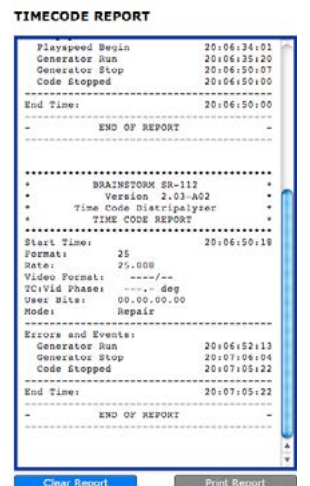 TIMECODE REPORT
Playspeed Begin 20:06:34:01
Generator Run 20:06:35:20
Generator Stop 20:06:50:07
Code Stopped 20:06:50:00
----------------------------------------
End Time: 20:06:50:00
----------------------------------------
- END OF REPORT -
----------------------------------------
****************************************
* BRAINSTORM SR-112 *
* Version 2.03-A02 *
* Time Code Distripalyzer *
* TIME CODE REPORT *
****************************************
Start Time: 20:06:50:18
Format: 25
Rate: 25.000
Video Format: ----/--
TC:Vid Phase: ---.- deg
User Bits: 00.00.00.00
Mode: Repair
----------------------------------------
Errors and Events:
Generator Run 20:06:52:13
Generator Stop 20:07:06:04
Code Stopped 20:07:05:22
----------------------------------------
End Time: 20:07:05:22
----------------------------------------
- END OF REPORT -
----------------------------------------
Clear Report Print Report